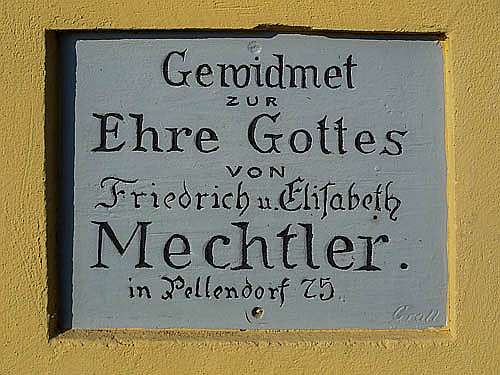 Gewidmet
ZUR
Ehre Gottes
VON
Friedrich u. Eliſabeth
Mechtler.
in Pellendorf 75